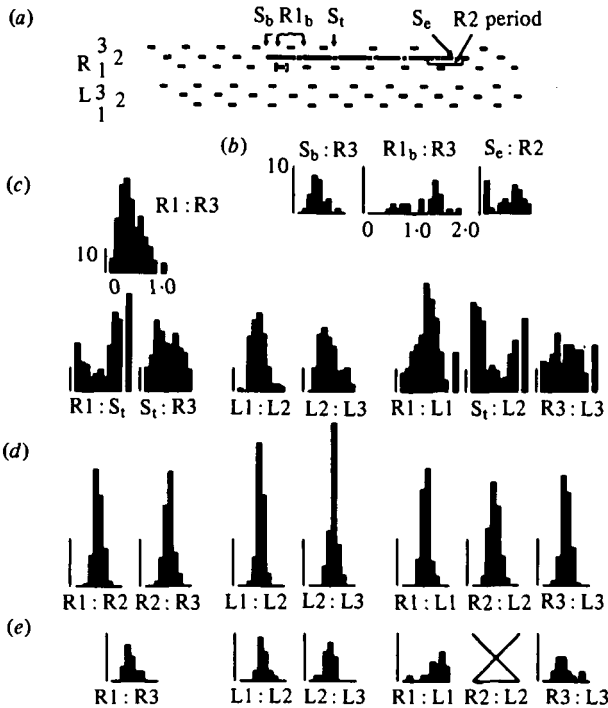 (a)
S_b R1_b S_t S_e R2 period
R 3 2 1
L 3 2 1
(b)
S_b : R3 R1_b : R3 S_e : R2
10
0 1·0 2·0
(c)
R1 : R3
10
0 1·0
R1 : S_t S_t : R3 L1 : L2 L2 : L3 R1 : L1 S_t : L2 R3 : L3
(d)
R1 : R2 R2 : R3 L1 : L2 L2 : L3 R1 : L1 R2 : L2 R3 : L3
(e)
R1 : R3 L1 : L2 L2 : L3 R1 : L1 R2 : L2 R3 : L3